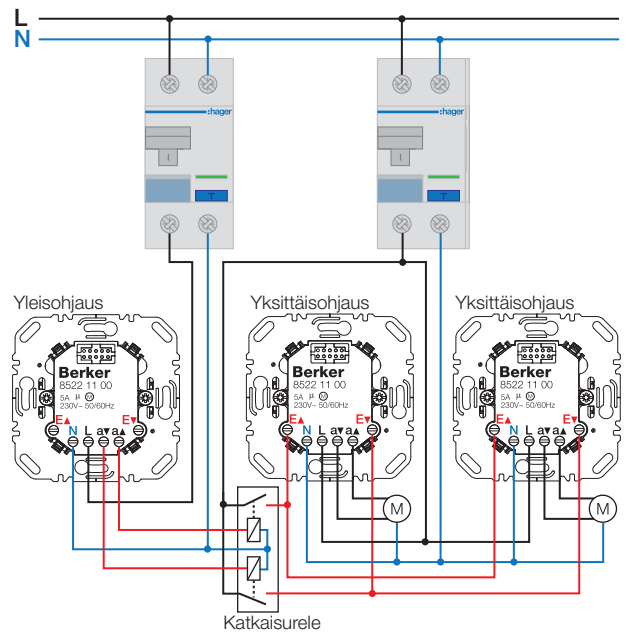 L
N
:hager
I
T
:hager
I
T
Yleisohjaus
Yksittäisohjaus
Yksittäisohjaus
Berker
8522 11 00
5A µ M
230V~ 50/60Hz
E▲ N L a▼ a▲ E▼
Berker
8522 11 00
5A µ M
230V~ 50/60Hz
E▲ N L a▼ a▲ E▼
Berker
8522 11 00
5A µ M
230V~ 50/60Hz
E▲ N L a▼ a▲ E▼
M
M
Katkaisurele